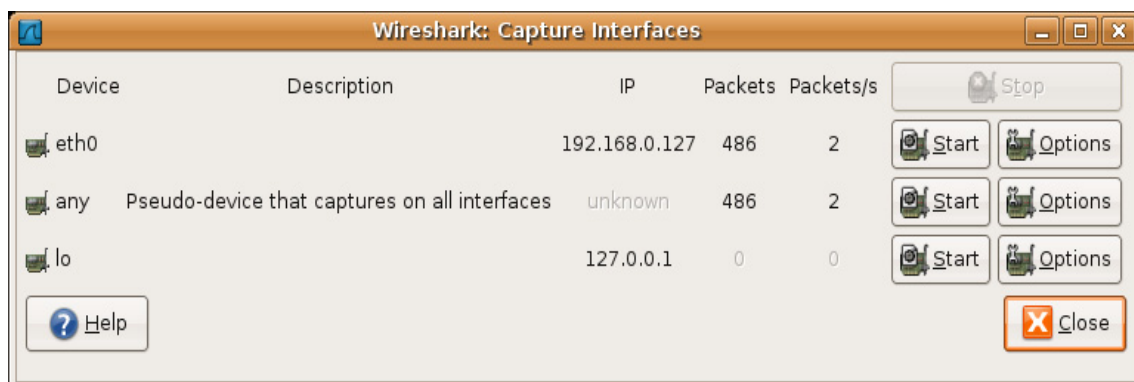 Wireshark: Capture Interfaces
Device Description IP Packets Packets/s Stop
eth0 192.168.0.127 486 2 Start Options
any Pseudo-device that captures on all interfaces unknown 486 2 Start Options
lo 127.0.0.1 0 0 Start Options
Help Close